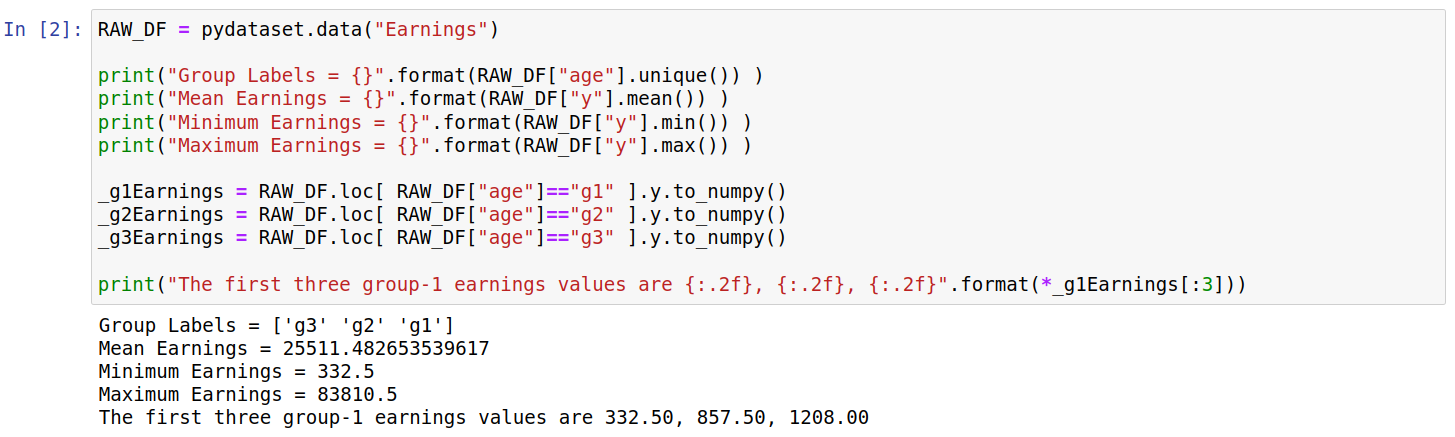 In [2]: RAW_DF = pydataset.data("Earnings")
print("Group Labels = {}".format(RAW_DF["age"].unique()) )
print("Mean Earnings = {}".format(RAW_DF["y"].mean()) )
print("Minimum Earnings = {}".format(RAW_DF["y"].min()) )
print("Maximum Earnings = {}".format(RAW_DF["y"].max()) )
_g1Earnings = RAW_DF.loc[ RAW_DF["age"]=="g1" ].y.to_numpy()
_g2Earnings = RAW_DF.loc[ RAW_DF["age"]=="g2" ].y.to_numpy()
_g3Earnings = RAW_DF.loc[ RAW_DF["age"]=="g3" ].y.to_numpy()
print("The first three group-1 earnings values are {:.2f}, {:.2f}, {:.2f}".format(*_g1Earnings[:3]))
Group Labels = ['g3' 'g2' 'g1']
Mean Earnings = 25511.482653539617
Minimum Earnings = 332.5
Maximum Earnings = 83810.5
The first three group-1 earnings values are 332.50, 857.50, 1208.00